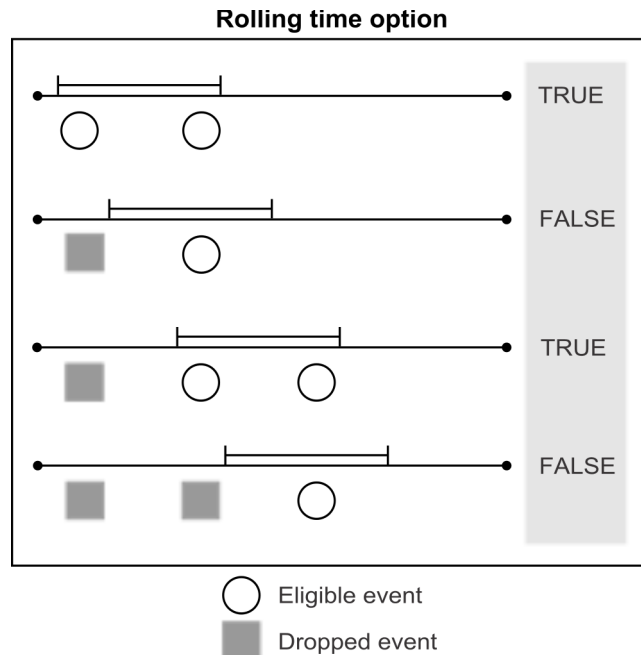 Rolling time option
TRUE
FALSE
TRUE
FALSE
Eligible event
Dropped event